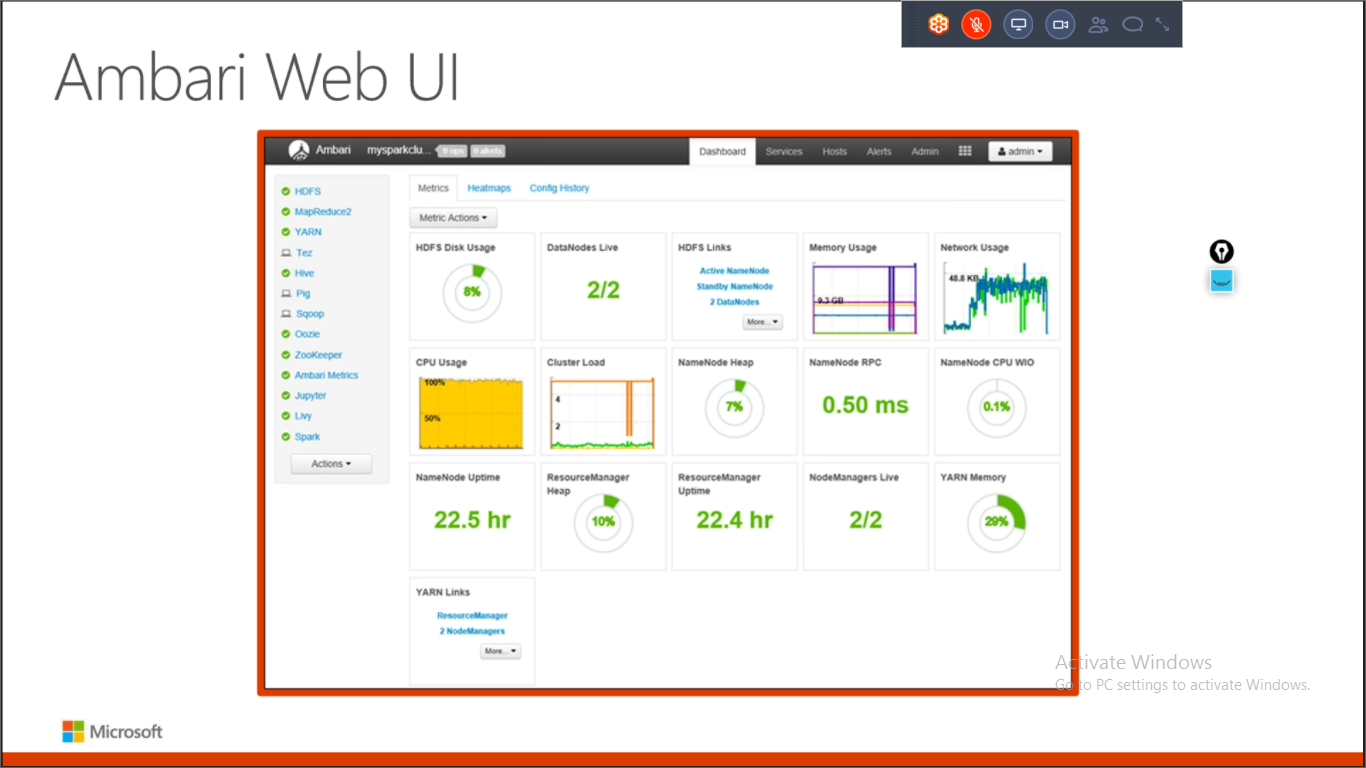 Ambari Web UI
Ambari mysparkclu... 0 ops 0 alerts Dashboard Services Hosts Alerts Admin admin
HDFS
MapReduce2
YARN
Tez
Hive
Pig
Sqoop
Oozie
ZooKeeper
Ambari Metrics
Jupyter
Livy
Spark
Actions
Metrics Heatmaps Config History
Metric Actions
HDFS Disk Usage
8%
DataNodes Live
2/2
HDFS Links
Active NameNode
Standby NameNode
2 DataNodes
More...
Memory Usage
9.3 GB
Network Usage
48.8 KB
CPU Usage
100%
50%
Cluster Load
4
2
NameNode Heap
7%
NameNode RPC
0.50 ms
NameNode CPU WIO
0.1%
NameNode Uptime
22.5 hr
ResourceManager
Heap
10%
ResourceManager
Uptime
22.4 hr
NodeManagers Live
2/2
YARN Memory
29%
YARN Links
ResourceManager
2 NodeManagers
More...
Activate Windows
Go to PC settings to activate Windows.
Microsoft